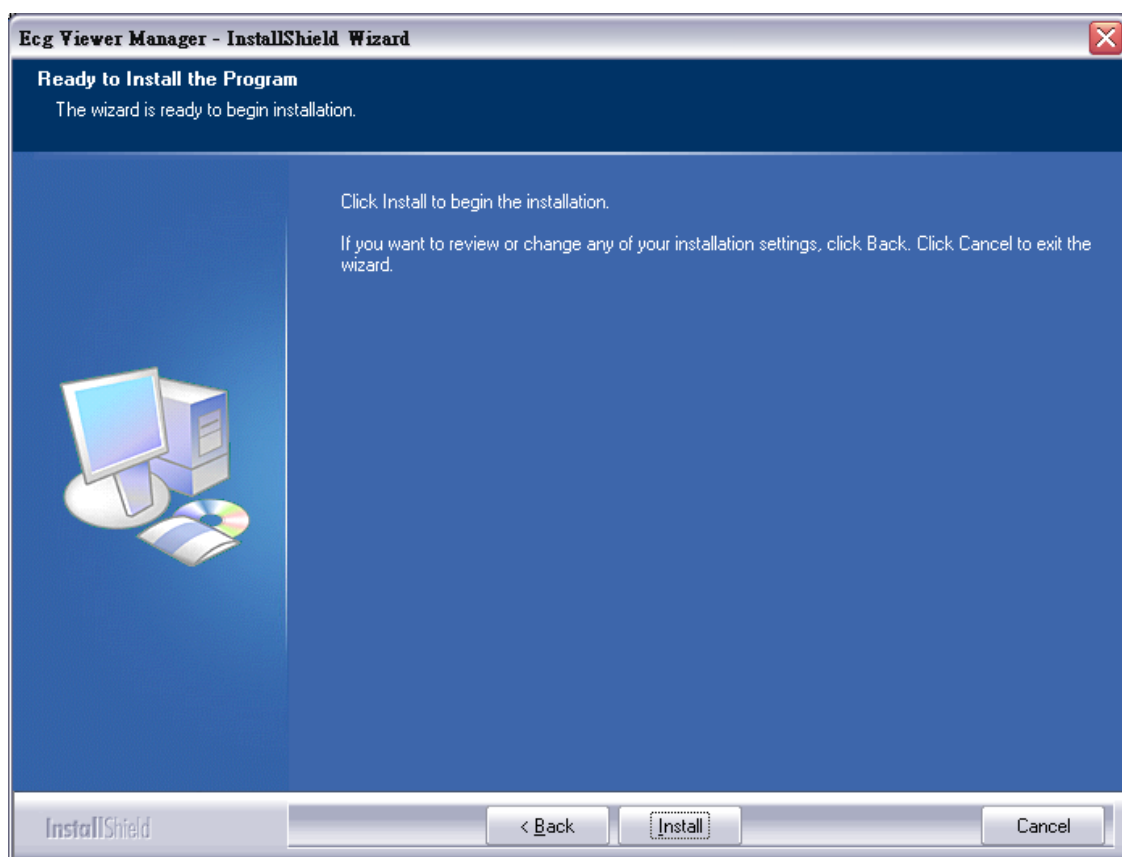 Ecg Viewer Manager - InstallShield Wizard
Ready to Install the Program
The wizard is ready to begin installation.
Click Install to begin the installation.
If you want to review or change any of your installation settings, click Back. Click Cancel to exit the
wizard.
InstallShield
< Back
Install
Cancel